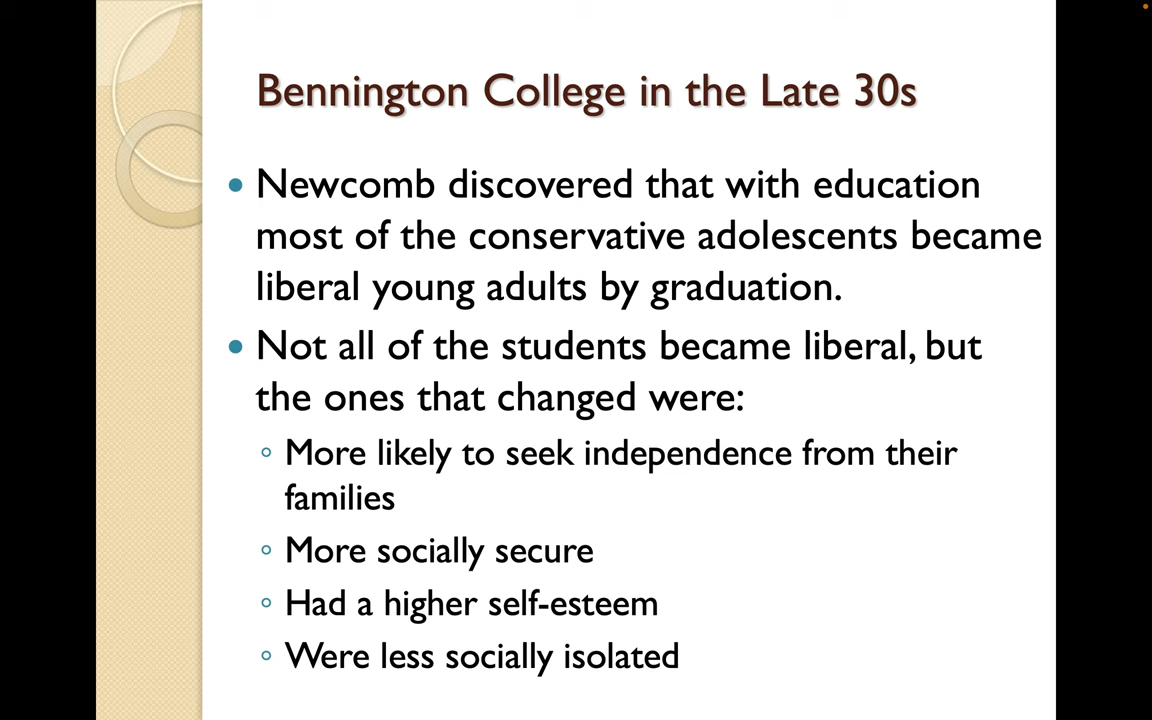 Bennington College in the Late 30s
• Newcomb discovered that with education
most of the conservative adolescents became
liberal young adults by graduation.
• Not all of the students became liberal, but
the ones that changed were:
◦ More likely to seek independence from their
families
◦ More socially secure
◦ Had a higher self-esteem
◦ Were less socially isolated